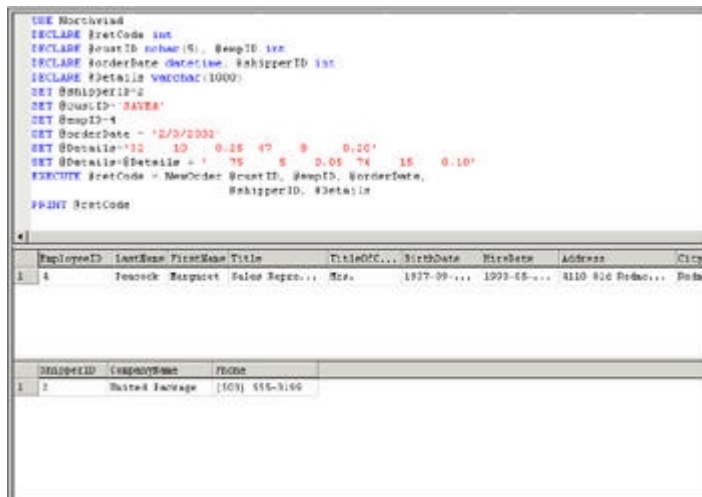 USE Northwind
DECLARE @retCode int
DECLARE @custID nchar(5), @empID int
DECLARE @orderDate datetime, @shipperID int
DECLARE @Details varchar(1000)
SET @shipperID=2
SET @custID='SAVEA'
SET @empID=4
SET @orderDate = '2/3/2002'
SET @Details='32 10 0.25 47 8 0.20'
SET @Details=@Details + ' 75 5 0.05 76 15 0.10'
EXECUTE @retCode = NewOrder @custID, @empID, @orderDate,
@shipperID, @Details
PRINT @retCode
EmployeeID LastName FirstName Title TitleOfC... BirthDate HireDate Address City
1 4 Peacock Margaret Sales Repre... Mrs. 1937-09-... 1993-05-... 4110 Old Redmo... Redm
ShipperID CompanyName Phone
1 2 United Package (503) 555-3199